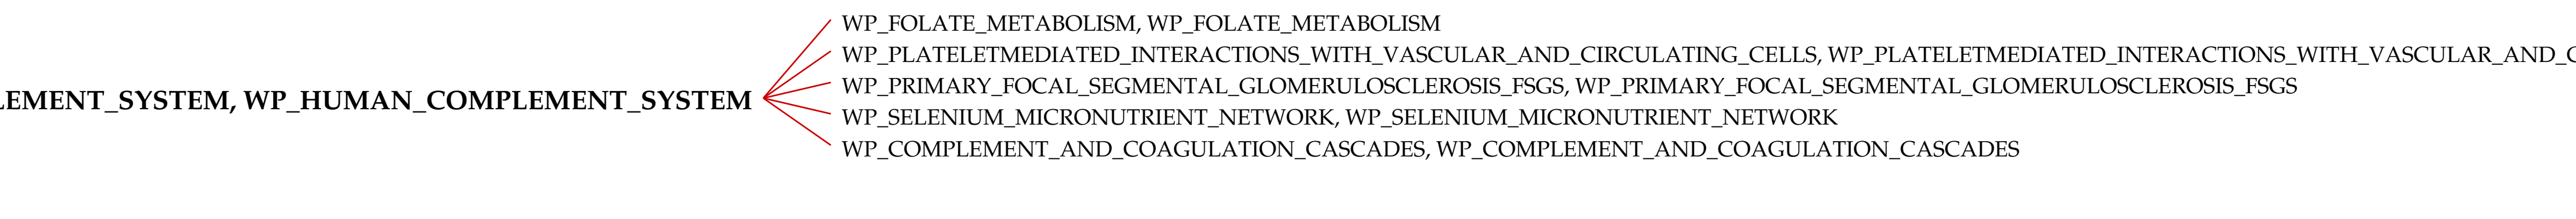 WP_FOLATE_METABOLISM, WP_FOLATE_METABOLISM
WP_PLATELETMEDIATED_INTERACTIONS_WITH_VASCULAR_AND_CIRCULATING_CELLS, WP_PLATELETMEDIATED_INTERACTIONS_WITH_VASCULAR_AND_C
WP_PRIMARY_FOCAL_SEGMENTAL_GLOMERULOSCLEROSIS_FSGS, WP_PRIMARY_FOCAL_SEGMENTAL_GLOMERULOSCLEROSIS_FSGS
LEMENT_SYSTEM, WP_HUMAN_COMPLEMENT_SYSTEM
WP_SELENIUM_MICRONUTRIENT_NETWORK, WP_SELENIUM_MICRONUTRIENT_NETWORK
WP_COMPLEMENT_AND_COAGULATION_CASCADES, WP_COMPLEMENT_AND_COAGULATION_CASCADES